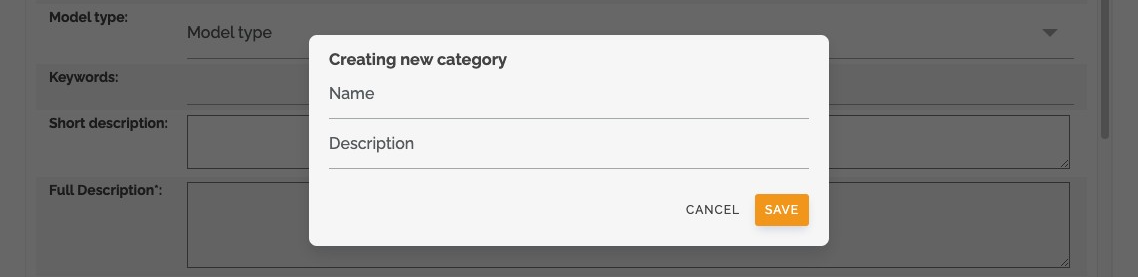 Model type:
Model type
Creating new category
Keywords:
Name
Short description:
Description
Full Description*:
CANCEL SAVE